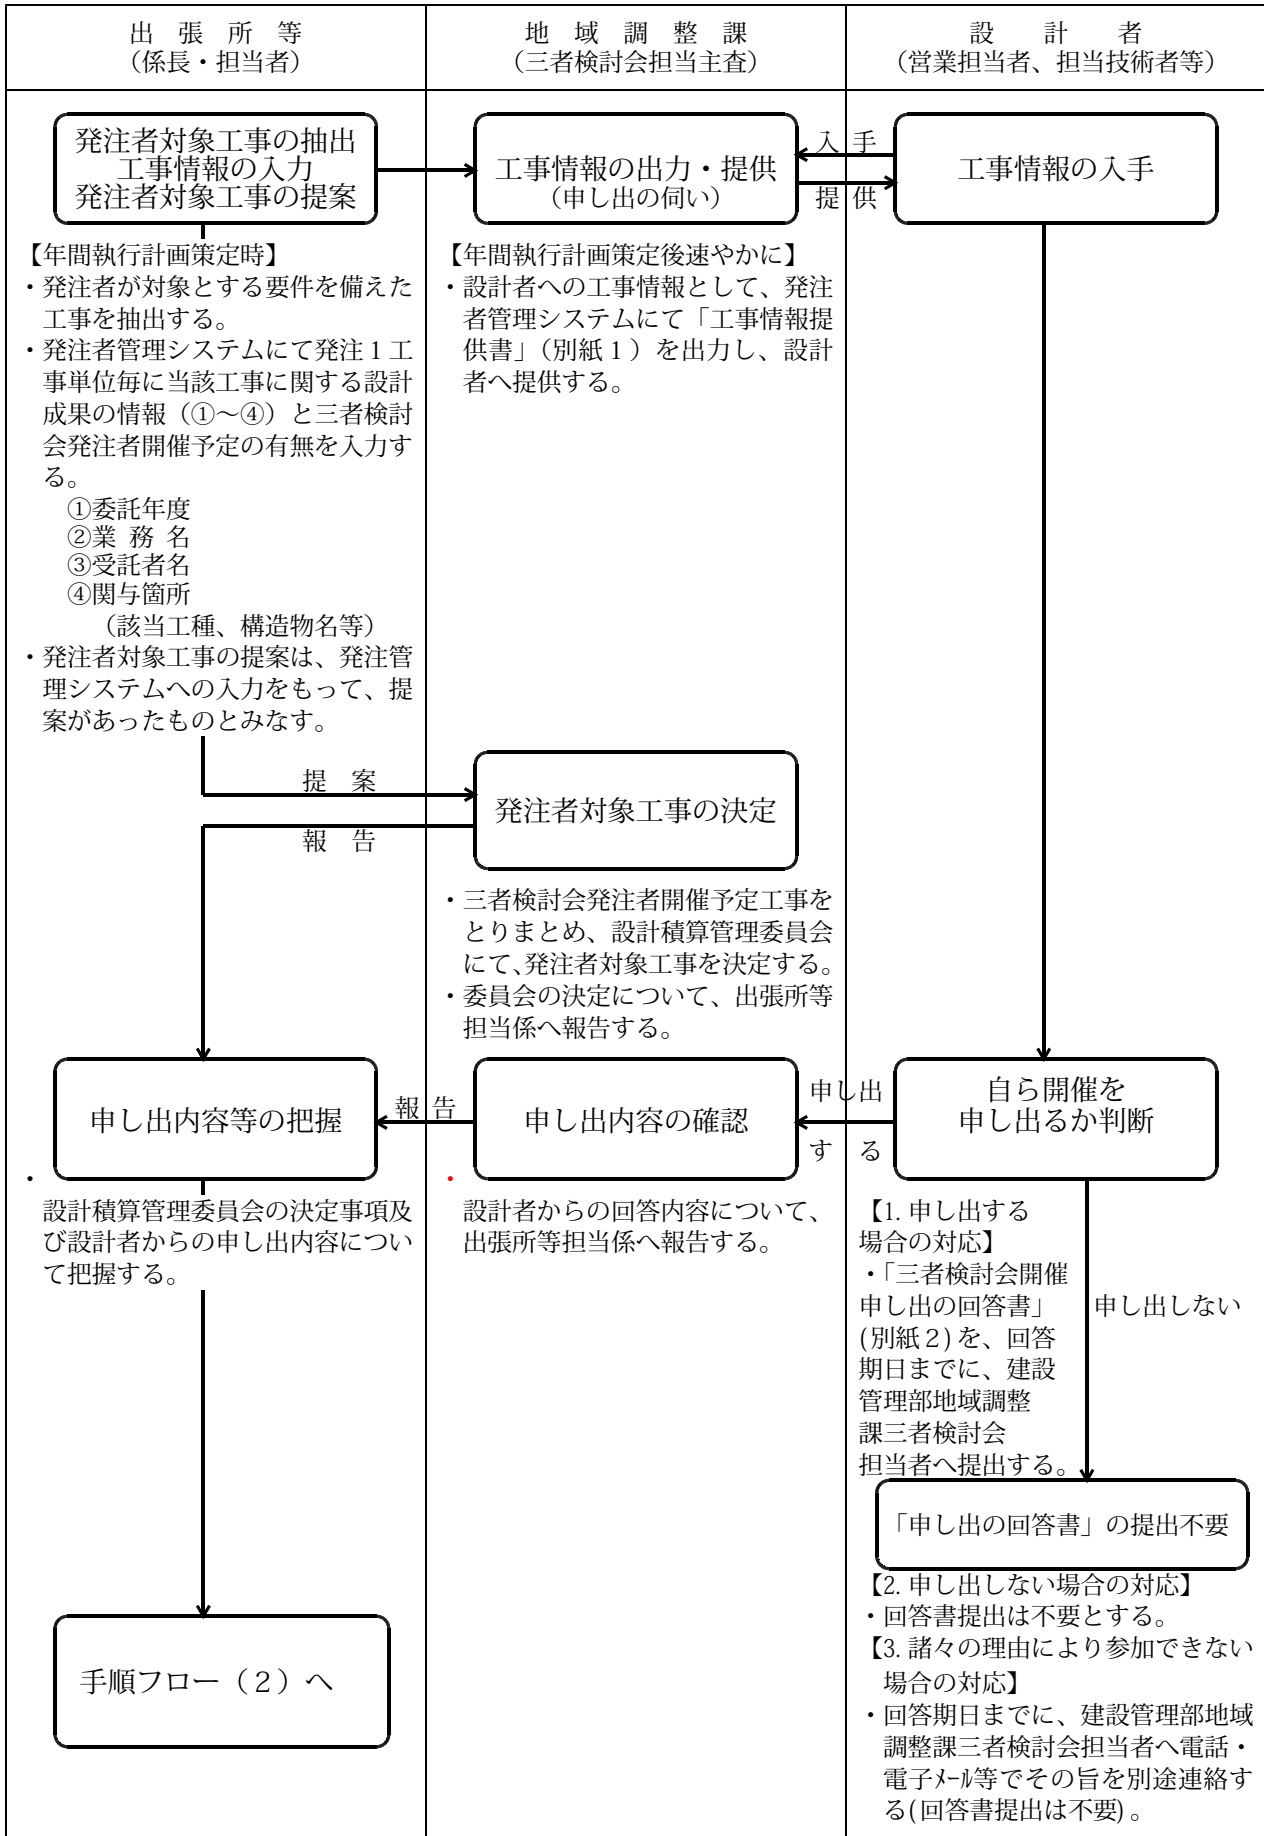 出 張 所 等
（係長・担当者）
地 域 調 整 課
（三者検討会担当主査）
設 計 者
（営業担当者、担当技術者等）
発注者対象工事の抽出
工事情報の入力
発注者対象工事の提案
工事情報の出力・提供
（申し出の伺い）
入 手
提 供
工事情報の入手
【年間執行計画策定時】
・発注者が対象とする要件を備えた
工事を抽出する。
・発注者管理システムにて発注１工
事単位毎に当該工事に関する設計
成果の情報（①～④）と三者検討
会発注者開催予定の有無を入力す
る。
①委託年度
②業 務 名
③受託者名
④関与箇所
（該当工種、構造物名等）
・発注者対象工事の提案は、発注管
理システムへの入力をもって、提
案があったものとみなす。
【年間執行計画策定後速やかに】
・設計者への工事情報として、発注
者管理システムにて「工事情報提
供書」（別紙１）を出力し、設計
者へ提供する。
提 案
報 告
発注者対象工事の決定
・三者検討会発注者開催予定工事を
とりまとめ、設計積算管理委員会
にて、発注者対象工事を決定する。
・委員会の決定について、出張所等
担当係へ報告する。
申し出内容等の把握
報 告
申し出内容の確認
申し出
す る
自ら開催を
申し出るか判断
・
設計積算管理委員会の決定事項及
び設計者からの申し出内容につい
て把握する。
・
設計者からの回答内容について、
出張所等担当係へ報告する。
【1. 申し出する
場合の対応】
・「三者検討会開催
申し出の回答書」
(別紙２)を、回答
期日までに、建設
管理部地域調整
課三者検討会
担当者へ提出する。
申し出しない
「申し出の回答書」の提出不要
【2. 申し出しない場合の対応】
・回答書提出は不要とする。
【3. 諸々の理由により参加できない
場合の対応】
・回答期日までに、建設管理部地域
調整課三者検討会担当者へ電話・
電子ﾒｰﾙ等でその旨を別途連絡す
る(回答書提出は不要)。
手順フロー（２）へ